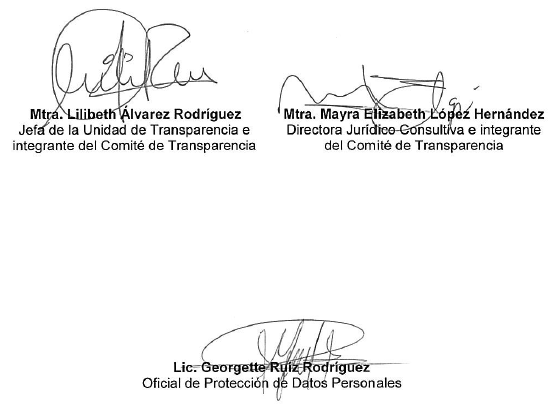 Mtra. Lilibeth Álvarez Rodríguez
Jefa de la Unidad de Transparencia e
integrante del Comité de Transparencia
Mtra. Mayra Elizabeth López Hernández
Directora Jurídico Consultiva e integrante
del Comité de Transparencia
Lic. Georgette Ruíz Rodríguez
Oficial de Protección de Datos Personales